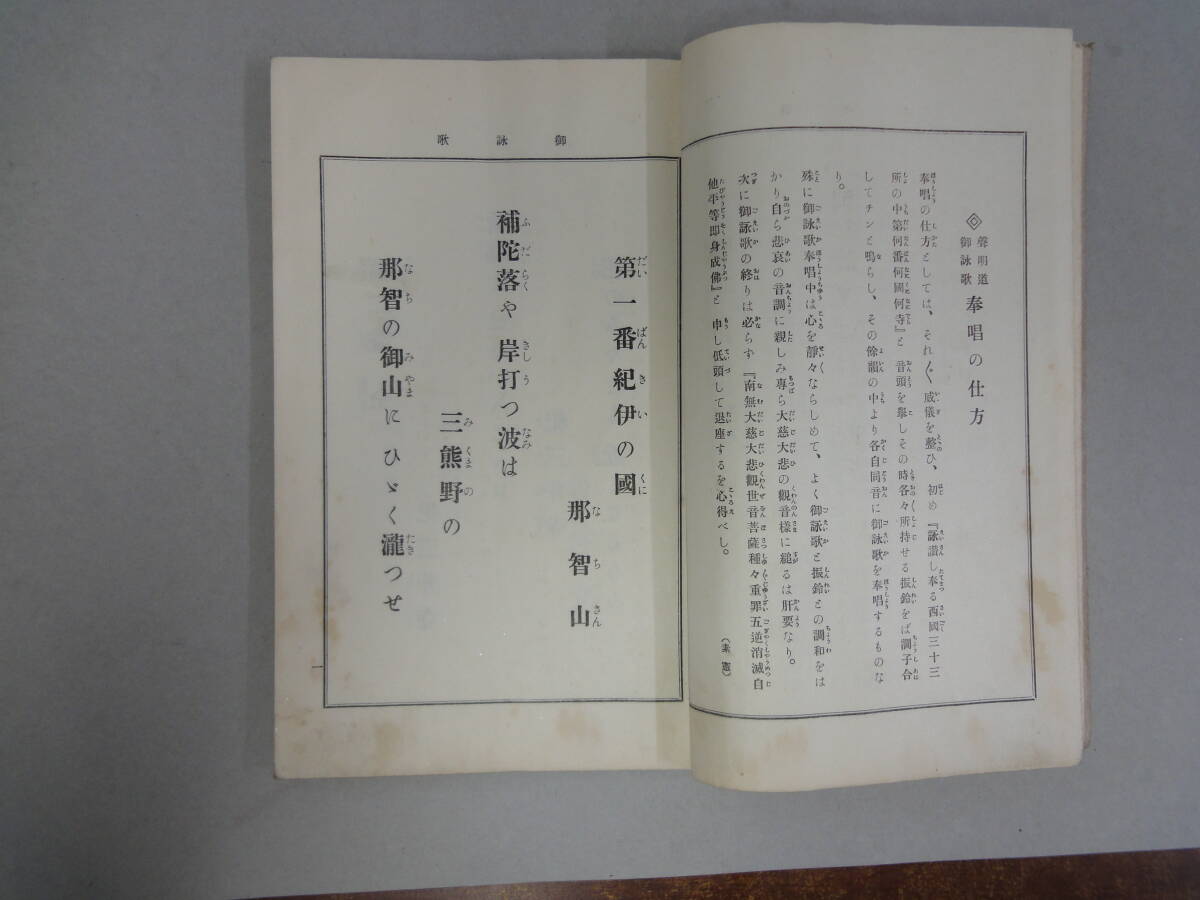 ◈ 聲明道 御詠歌 奉唱の仕方
奉唱の仕方としては、それ〴〵威儀を整ひ、初め『詠讃し奉る西國三十三
所の中第何番何國何寺』と音頭を擧しその時各々所持せる振鈴をば調子合
してチンと鳴らし、その餘韻の中より各自同音に御詠歌を奉唱するものな
り。
殊に御詠歌奉唱中は心を靜々ならしめて、よく御詠歌と振鈴との調和をは
かり自ら悲哀の音調に親しみ專ら大慈大悲の觀音樣に縋るは肝要なり。
次に御詠歌の終りは必らず『南無大慈大悲觀世音菩薩種々重罪五逆消滅自
他平等即身成佛』と申し低頭して退座するを心得べし。
(素憲)
御詠歌
第一番紀伊の國
那智山
補陀落や岸打つ波は
三熊野の
那智の御山にひゞく瀧つせ
一